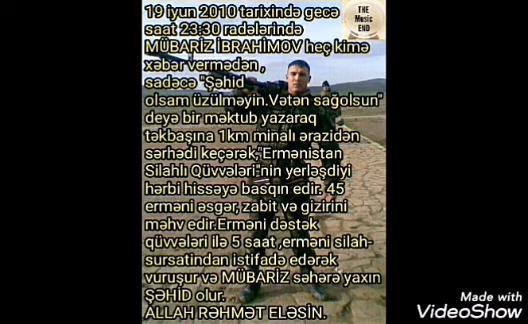 19 iyun 2010 tarixində gecə
saat 23:30 radələrində
MÜBARİZ İBRAHİMOV heç kimə
xəbər vermədən ,
sadəcə "Şəhid
olsam üzülməyin.Vətən sağolsun"
deyə bir məktub yazaraq
təkbaşına 1km minalı ərazidən
sərhədi keçərək,"Ermənistan
Silahlı Qüvvələri"nin yerləşdiyi
hərbi hissəyə basqın edir. 45
erməni əsgər, zabit və gizirini
məhv edir.Erməni dəstək
qüvvələri ilə 5 saat ,erməni silah-
sursatindan istifadə edərək
vuruşur və MÜBARİZ səhərə yaxın
ŞƏHİD olur.
ALLAH RƏHMƏT ELƏSİN.
THE
Music
END
Made with
VideoShow